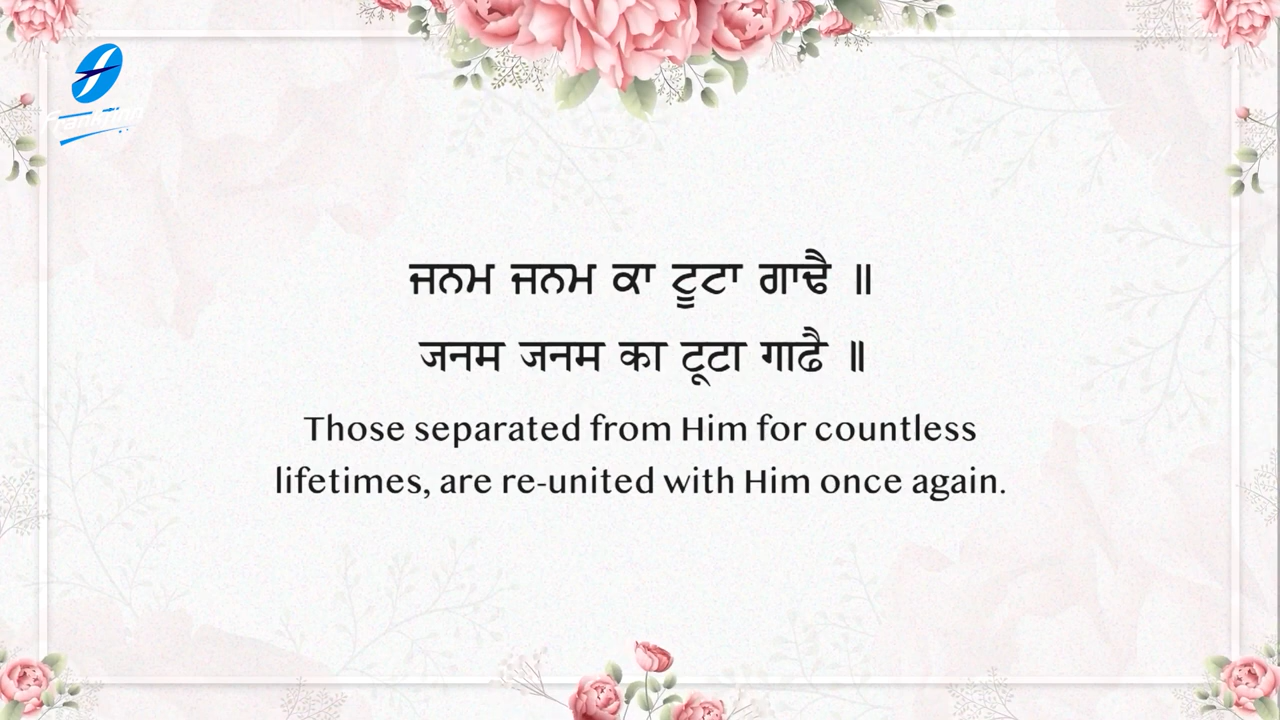 ਜਨਮ ਜਨਮ ਕਾ ਟੂਟਾ ਗਾਢੈ ॥
जनम जनम का टूटा गाढै ॥
Those separated from Him for countless
lifetimes, are re-united with Him once again.